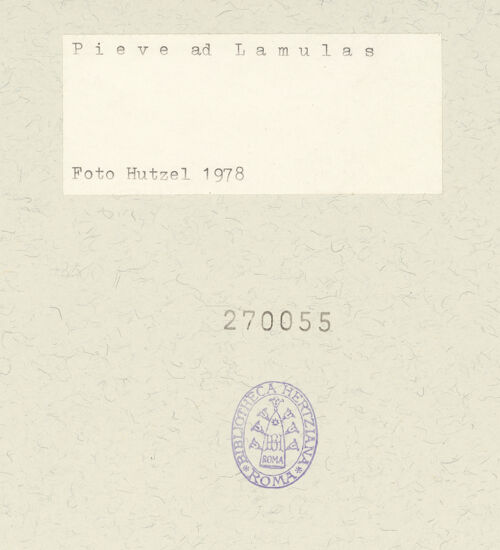 Pieve ad Lamulas
Foto Hutzel 1978
270055
BIBLIOTHECA HERTZIANA
ROMA
ROMA